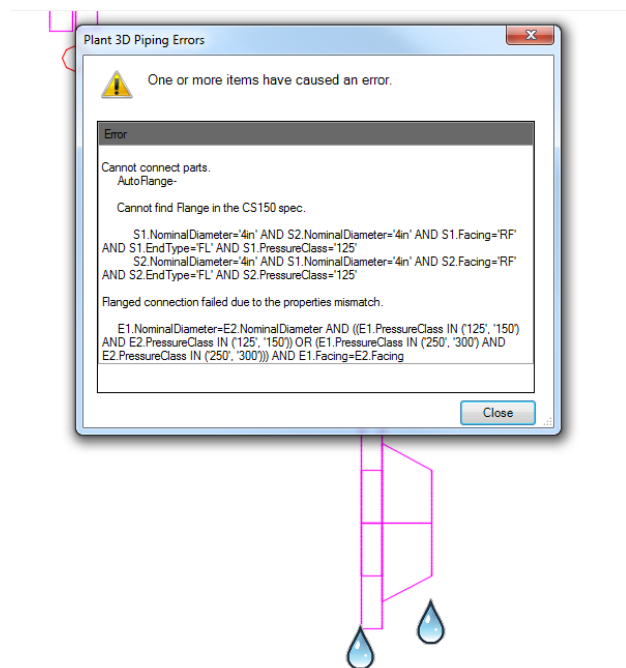 Plant 3D Piping Errors
One or more items have caused an error.
Error
Cannot connect parts.
AutoFlange-
Cannot find Flange in the CS150 spec.
S1.NominalDiameter='4in' AND S2.NominalDiameter='4in' AND S1.Facing='RF'
AND S1.EndType='FL' AND S1.PressureClass='125'
S2.NominalDiameter='4in' AND S1.NominalDiameter='4in' AND S2.Facing='RF'
AND S2.EndType='FL' AND S2.PressureClass='125'
Flanged connection failed due to the properties mismatch.
E1.NominalDiameter=E2.NominalDiameter AND ((E1.PressureClass IN ('125', '150')
AND E2.PressureClass IN ('125', '150')) OR (E1.PressureClass IN ('250', '300') AND
E2.PressureClass IN ('250', '300'))) AND E1.Facing=E2.Facing
Close